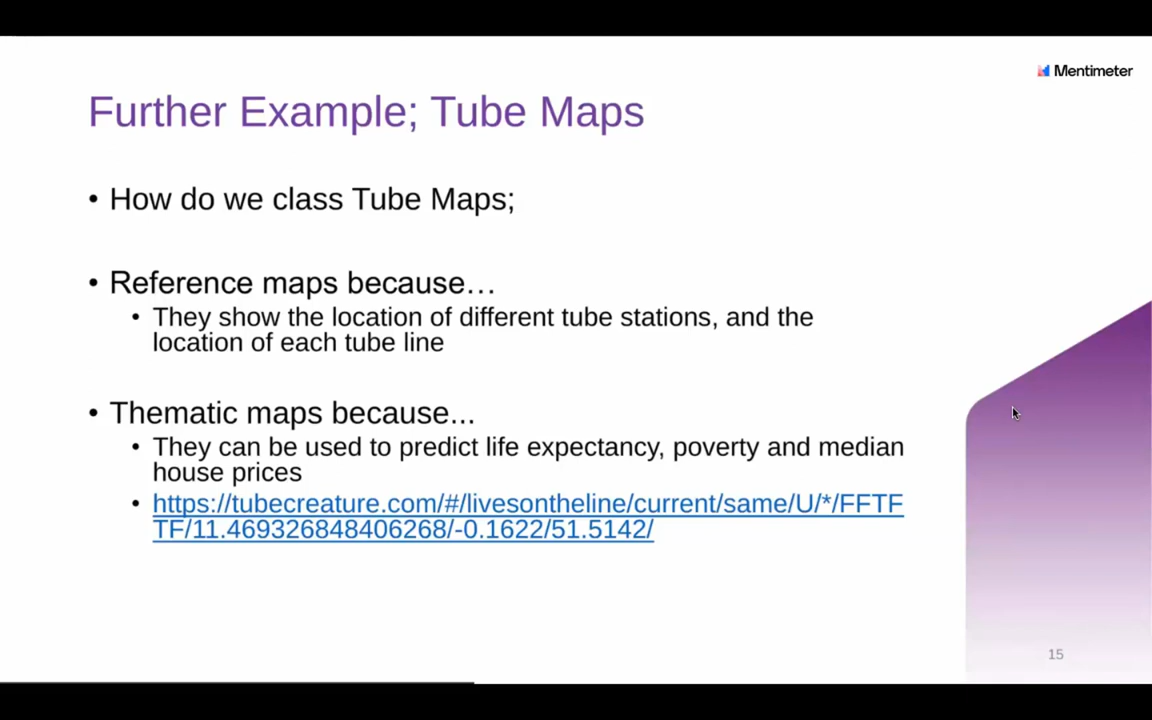 Mentimeter
Further Example; Tube Maps
• How do we class Tube Maps;
• Reference maps because…
• They show the location of different tube stations, and the
location of each tube line
• Thematic maps because...
• They can be used to predict life expectancy, poverty and median
house prices
• https://tubecreature.com/#/livesontheline/current/same/U/*/FFTF
TF/11.469326848406268/-0.1622/51.5142/
15